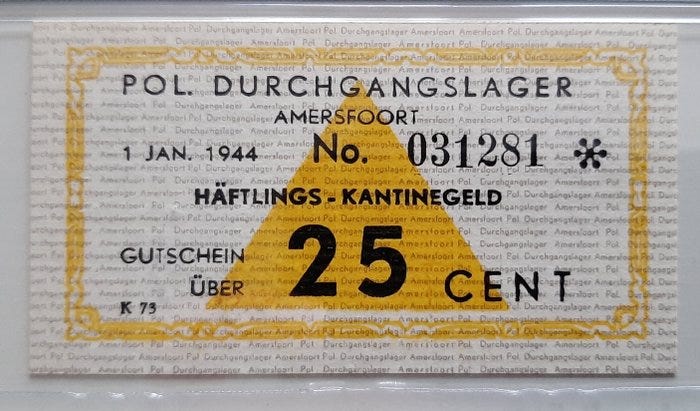 POL. DURCHGANGSLAGER
AMERSFOORT
1 JAN. 1944 No. 031281 *
HÄFTLINGS - KANTINEGELD
GUTSCHEIN
ÜBER 25 CENT
K 73